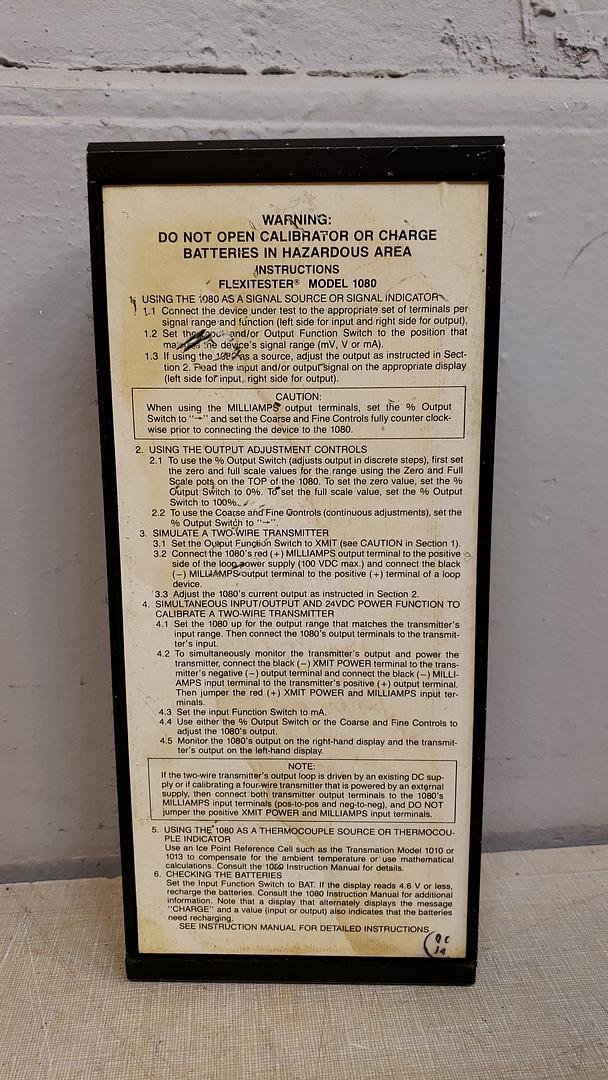 WARNING:
DO NOT OPEN CALIBRATOR OR CHARGE
BATTERIES IN HAZARDOUS AREA
INSTRUCTIONS
FLEXITESTER® MODEL 1080
1. USING THE 1080 AS A SIGNAL SOURCE OR SIGNAL INDICATOR
1.1 Connect the device under test to the appropriate set of terminals per
signal range and function (left side for input and right side for output).
1.2 Set the and/or Output Function Switch to the position that
the device's signal range (mV, V or mA).
1.3 If using the 1080 as a source, adjust the output as instructed in Sect-
tion 2. Read the input and/or output signal on the appropriate display
(left side for input, right side for output).
CAUTION:
When using the MILLIAMPS output terminals, set the % Output
Switch to "→" and set the Coarse and Fine Controls fully counter clock-
wise prior to connecting the device to the 1080.
2. USING THE OUTPUT ADJUSTMENT CONTROLS
2.1 To use the % Output Switch (adjusts output in discrete steps), first set
the zero and full scale values for the range using the Zero and Full
Scale pots on the TOP of the 1080. To set the zero value, set the %
Output Switch to 0%. To set the full scale value, set the % Output
Switch to 100%.
2.2 To use the Coarse and Fine Controls (continuous adjustments), set the
% Output Switch to "→".
3. SIMULATE A TWO-WIRE TRANSMITTER
3.1 Set the Output Function Switch to XMIT (see CAUTION in Section 1).
3.2 Connect the 1080's red (+) MILLIAMPS output terminal to the positive
side of the loop power supply (100 VDC max.) and connect the black
(−) MILLIAMPS output terminal to the positive (+) terminal of a loop
device.
3.3 Adjust the 1080's current output as instructed in Section 2.
4. SIMULTANEOUS INPUT/OUTPUT AND 24VDC POWER FUNCTION TO
CALIBRATE A TWO-WIRE TRANSMITTER
4.1 Set the 1080 up for the output range that matches the transmitter's
input range. Then connect the 1080's output terminals to the transmit-
ter's input.
4.2 To simultaneously monitor the transmitter's output and power the
transmitter, connect the black (−) XMIT POWER terminal to the trans-
mitter's negative (−) output terminal and connect the black (−) MILLI-
AMPS input terminal to the transmitter's positive (+) output terminal.
Then jumper the red (+) XMIT POWER and MILLIAMPS input ter-
minals.
4.3 Set the input Function Switch to mA.
4.4 Use either the % Output Switch or the Coarse and Fine Controls to
adjust the 1080's output.
4.5 Monitor the 1080's output on the right-hand display and the transmit-
ter's output on the left-hand display.
NOTE:
If the two-wire transmitter's output loop is driven by an existing DC sup-
ply or if calibrating a four-wire transmitter that is powered by an external
supply, then connect both transmitter output terminals to the 1080's
MILLIAMPS input terminals (pos-to-pos and neg-to-neg), and DO NOT
jumper the positive XMIT POWER and MILLIAMPS input terminals.
5. USING THE 1080 AS A THERMOCOUPLE SOURCE OR THERMOCOU-
PLE INDICATOR
Use an Ice Point Reference Cell such as the Transmation Model 1010 or
1013 to compensate for the ambient temperature or use mathematical
calculations. Consult the 1060 Instruction Manual for details.
6. CHECKING THE BATTERIES
Set the Input Function Switch to BAT. If the display reads 4.6 V or less,
recharge the batteries. Consult the 1080 Instruction Manual for additional
information. Note that a display that alternately displays the message
"CHARGE" and a value (input or output) also indicates that the batteries
need recharging.
SEE INSTRUCTION MANUAL FOR DETAILED INSTRUCTIONS